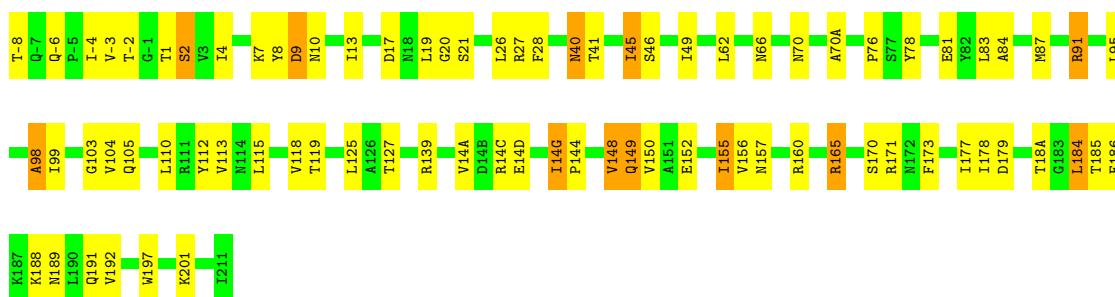 T-8 Q-7 Q-6 P-5 I-4 V-3 T-2 G-1 T1 S2 V3 I4 K7 Y8 D9 N10 I13 D17 N18 L19 G20 S21 L26 R27 F28 N40 T41 I45 S46 I49 L62 N66 N70 A70A P76 S77 Y78 E81 Y82 L83 A84 M87 R91 L95
A98 I99 G103 V104 Q105 L110 R111 Y112 V113 N114 L115 V118 T119 L125 A126 T127 R139 V14A D14B R14C E14D I14G P144 V148 Q149 V150 A151 E152 I155 V156 N157 R160 R165 S170 R171 N172 F173 I177 I178 D179 T18A G183 L184 T185 E186
K187 K188 N189 L190 Q191 V192 W197 K201 I211